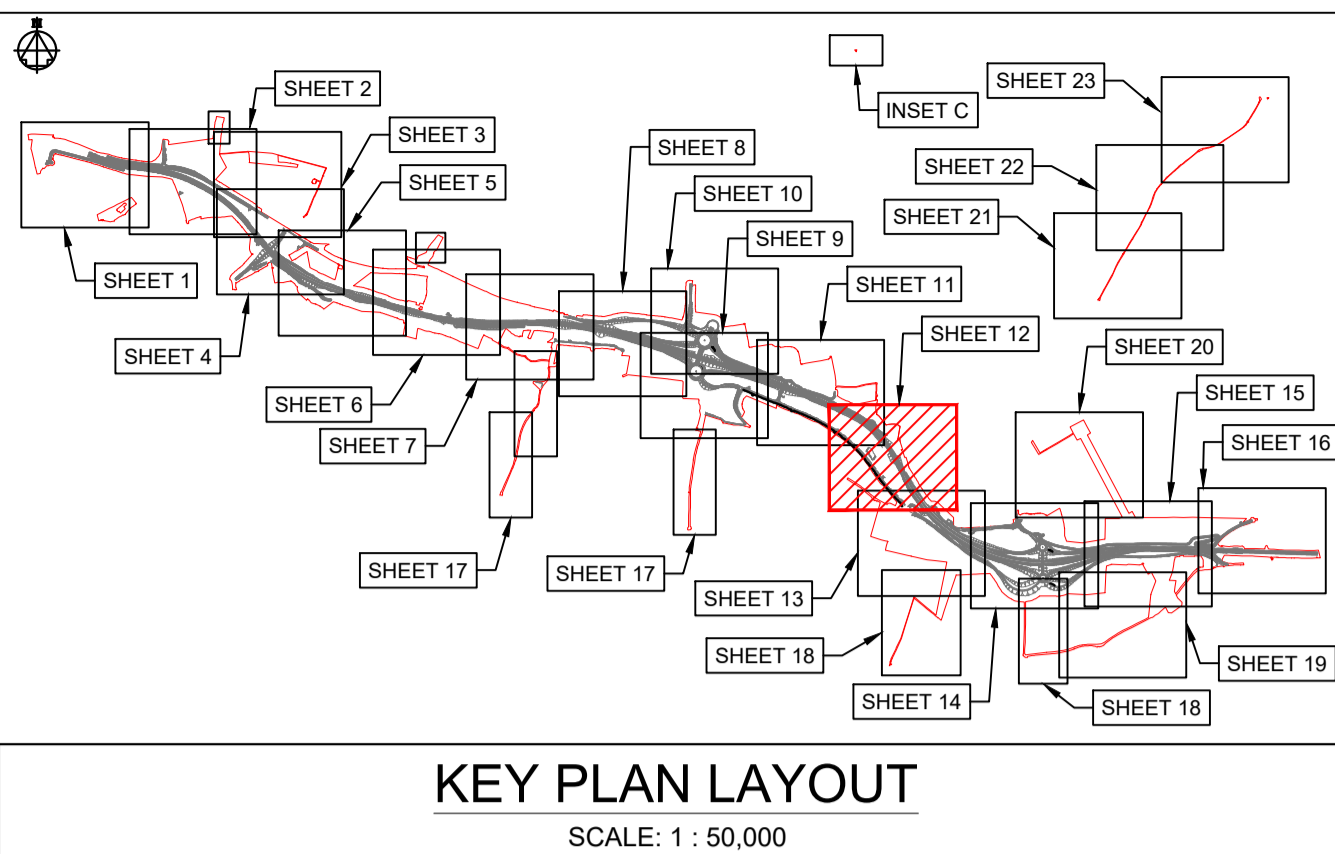 SHEET 2
SHEET 23
INSET C
SHEET 3
SHEET 8
SHEET 22
SHEET 5
SHEET 10
SHEET 21
SHEET 9
SHEET 1
SHEET 11
SHEET 12
SHEET 20
SHEET 4
SHEET 15
SHEET 6
SHEET 7
SHEET 16
SHEET 17
SHEET 17
SHEET 13
SHEET 18
SHEET 19
SHEET 14
SHEET 18
KEY PLAN LAYOUT
SCALE: 1 : 50,000